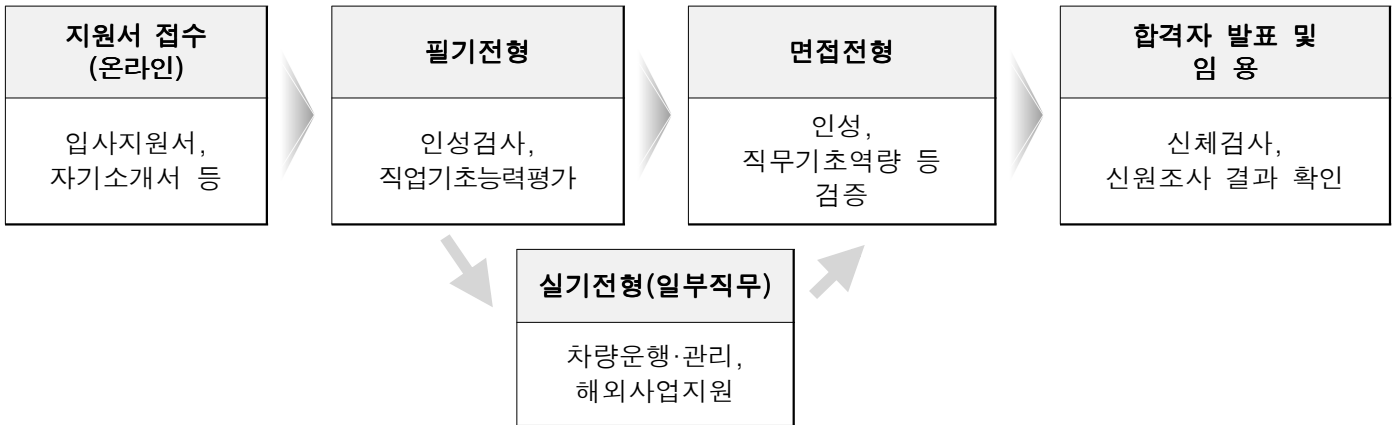 지원서 접수
(온라인)
입사지원서,
자기소개서 등
필기전형
인성검사,
직업기초능력평가
면접전형
인성,
직무기초역량 등
검증
합격자 발표 및
임 용
신체검사,
신원조사 결과 확인
실기전형(일부직무)
차량운행·관리,
해외사업지원